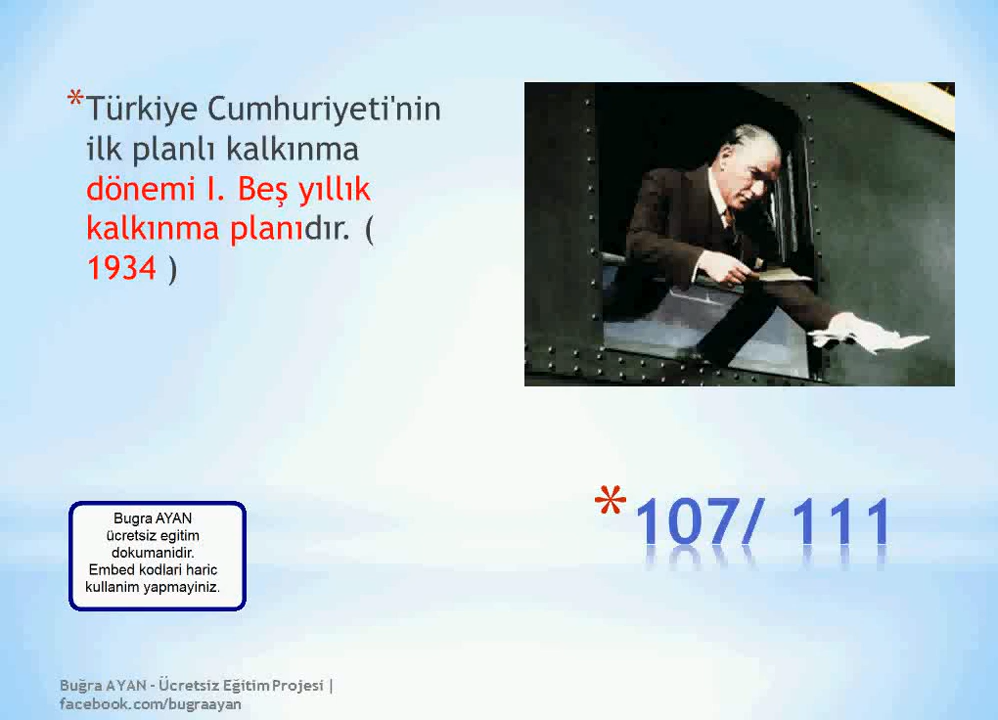 *Türkiye Cumhuriyeti'nin
ilk planlı kalkınma
dönemi I. Beş yıllık
kalkınma planıdır. (
1934 )
*107/ 111
Bugra AYAN
ücretsiz egitim
dokumanidir.
Embed kodlari haric
kullanim yapmayiniz.
Buğra AYAN - Ücretsiz Eğitim Projesi |
facebook.com/bugraayan